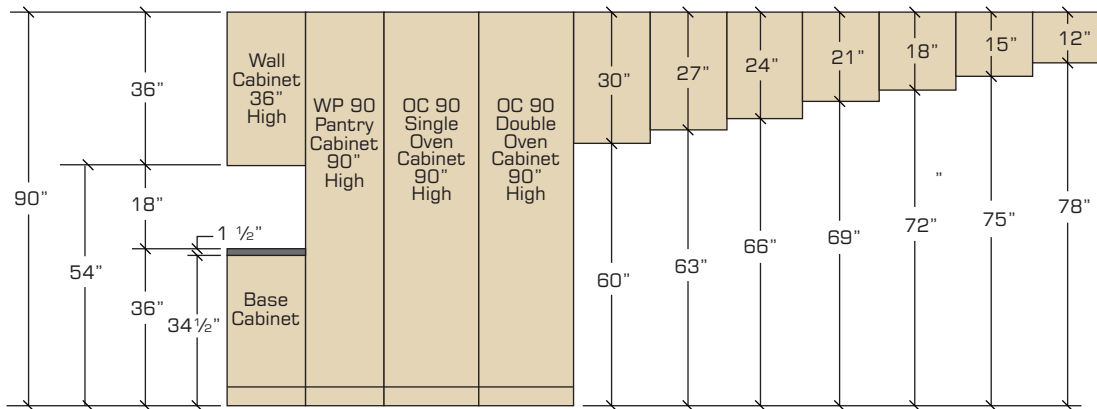 90”
36”
18”
54”
36”
1 ½”
34 ½”
Wall
Cabinet
36”
High
Base
Cabinet
WP 90
Pantry
Cabinet
90”
High
OC 90
Single
Oven
Cabinet
90”
High
OC 90
Double
Oven
Cabinet
90”
High
30”
27”
24”
21”
18”
15”
12”
60”
63”
66”
69”
72”
”
75”
78”